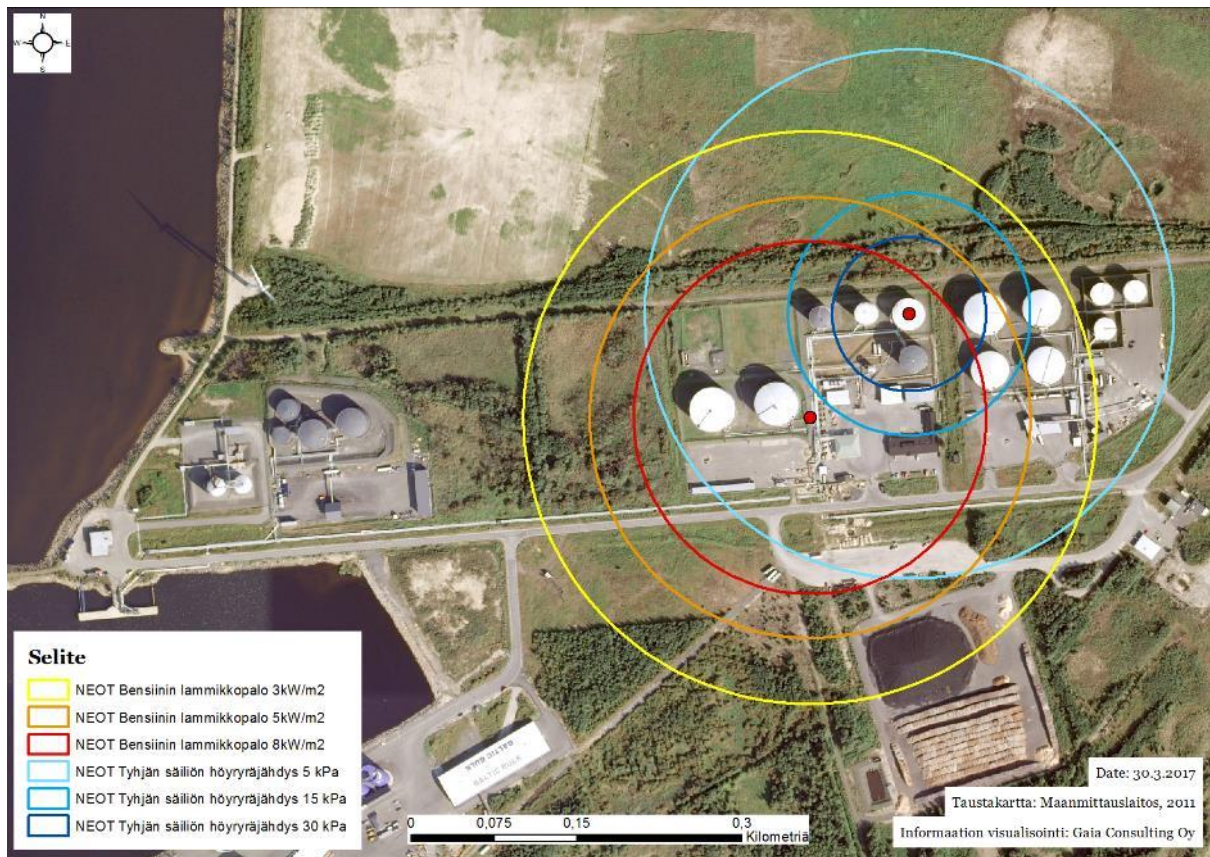 N
W E
S
Selite
NEOT Bensiinin lammikkopalo 3kW/m2
NEOT Bensiinin lammikkopalo 5kW/m2
NEOT Bensiinin lammikkopalo 8kW/m2
NEOT Tyhjän säiliön höyryräjähdys 5 kPa
NEOT Tyhjän säiliön höyryräjähdys 15 kPa
NEOT Tyhjän säiliön höyryräjähdys 30 kPa
BALTIC BULK
0 0,075 0,15 0,3
Kilometriä
Date: 30.3.2017
Taustakartta: Maanmittauslaitos, 2011
Informaation visualisointi: Gaia Consulting Oy